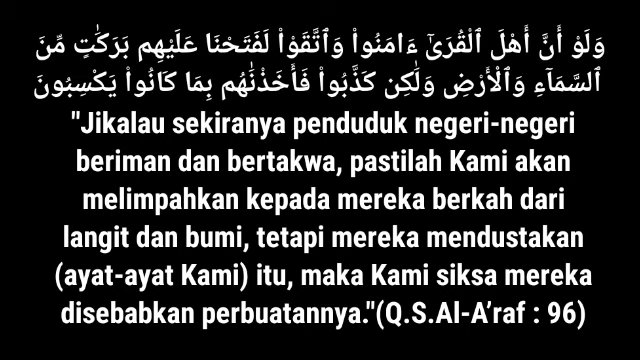 وَلَوْ أَنَّ أَهْلَ ٱلْقُرَىٰٓ ءَامَنُوا۟ وَٱتَّقَوْا۟ لَفَتَحْنَا عَلَيْهِم بَرَكَٰتٍ مِّنَ
ٱلسَّمَآءِ وَٱلْأَرْضِ وَلَٰكِن كَذَّبُوا۟ فَأَخَذْنَٰهُم بِمَا كَانُوا۟ يَكْسِبُونَ
"Jikalau sekiranya penduduk negeri-negeri
beriman dan bertakwa, pastilah Kami akan
melimpahkan kepada mereka berkah dari
langit dan bumi, tetapi mereka mendustakan
(ayat-ayat Kami) itu, maka Kami siksa mereka
disebabkan perbuatannya."(Q.S.Al-A’raf : 96)